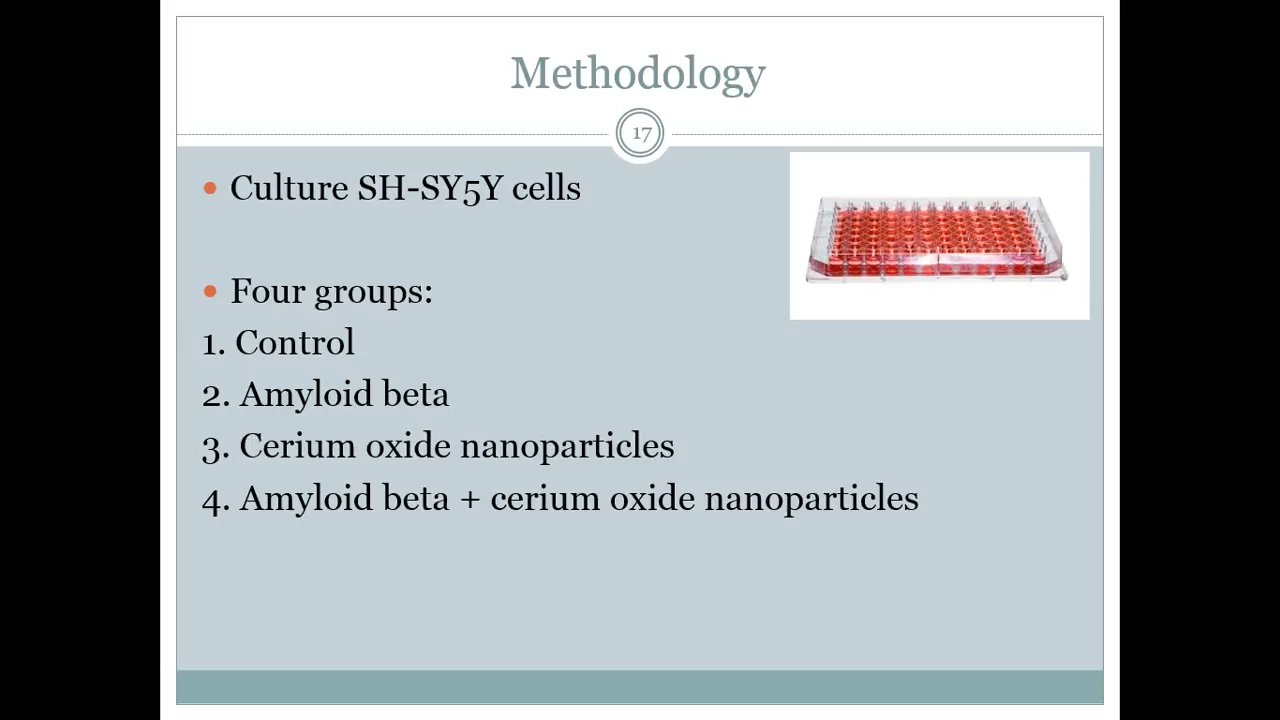 Methodology
17
• Culture SH-SY5Y cells
• Four groups:
1. Control
2. Amyloid beta
3. Cerium oxide nanoparticles
4. Amyloid beta + cerium oxide nanoparticles